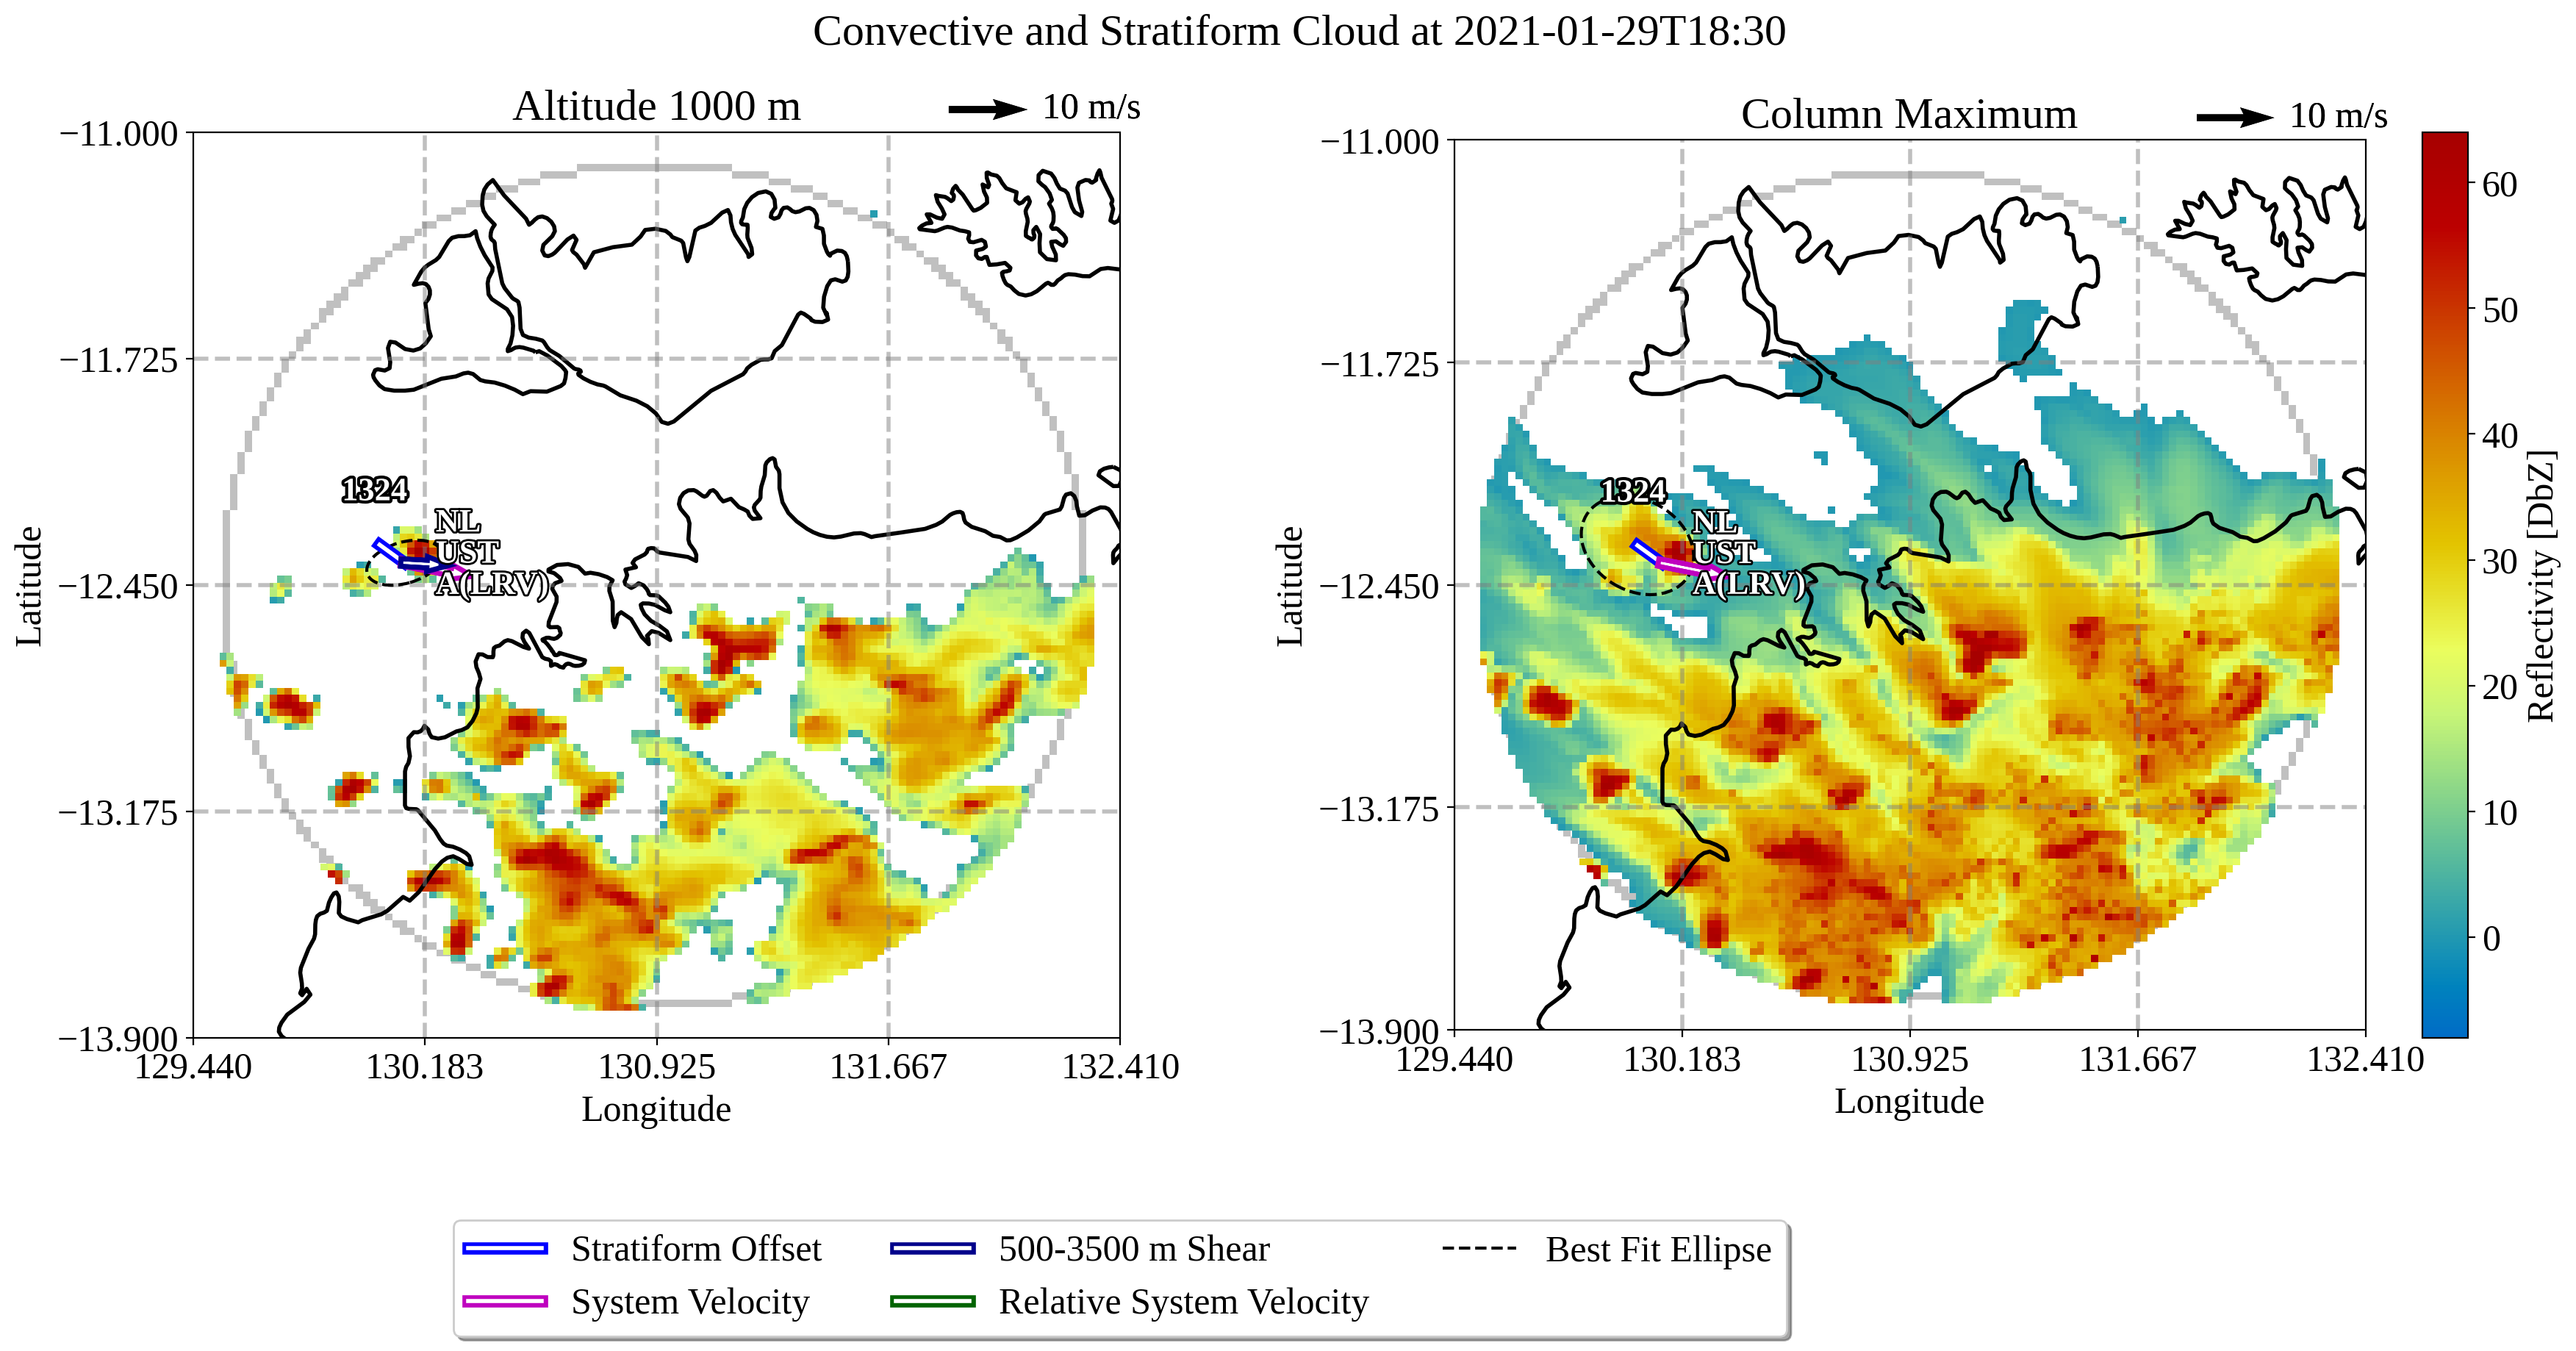 Convective and Stratiform Cloud at 2021-01-29T18:30
Altitude 1000 m
10 m/s
−11.000
−11.725
−12.450
−13.175
−13.900
Latitude
129.440
130.183
130.925
131.667
132.410
Longitude
1324
NL
UST
A(LRV)
Column Maximum
10 m/s
−11.000
−11.725
−12.450
−13.175
−13.900
Latitude
129.440
130.183
130.925
131.667
132.410
Longitude
1324
NL
UST
A(LRV)
60
50
40
30
20
10
0
Reflectivity [DbZ]
Stratiform Offset
System Velocity
500-3500 m Shear
Relative System Velocity
Best Fit Ellipse